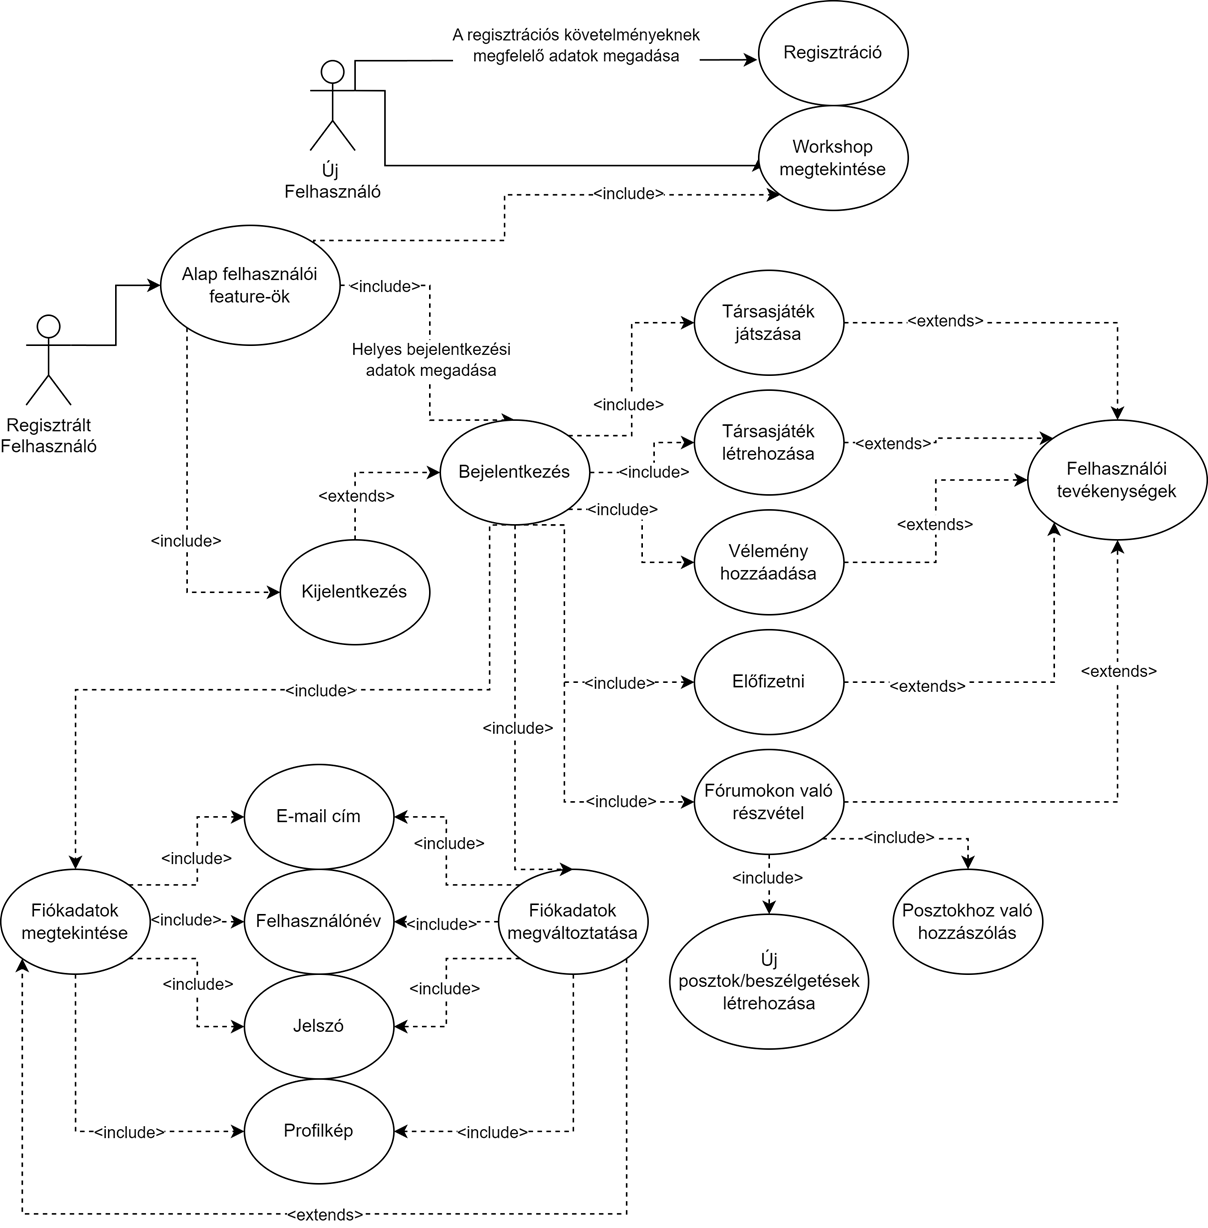 A regisztrációs követelményeknek
megfelelő adatok megadása
Regisztráció
Workshop
megtekintése
Új
Felhasználó
<include>
Alap felhasználói
feature-ök
<include>
Társasjáték
játszása
<extends>
Helyes bejelentkezési
adatok megadása
Regisztrált
Felhasználó
<include>
Társasjáték
létrehozása
<extends>
Felhasználói
tevékenységek
Bejelentkezés
<include>
<extends>
<include>
<extends>
<include>
Vélemény
hozzáadása
Kijelentkezés
<include>
<include>
Előfizetni
<extends>
<extends>
<include>
Fórumokon való
részvétel
<include>
<include>
E-mail cím
<include>
<include>
<include>
<include>
Fiókadatok
megtekintése
<include>
Felhasználónév
<include>
Fiókadatok
megváltoztatása
Posztokhoz való
hozzászólás
Új
posztok/beszélgetések
létrehozása
<include>
<include>
Jelszó
<include>
Profilkép
<include>
<extends>